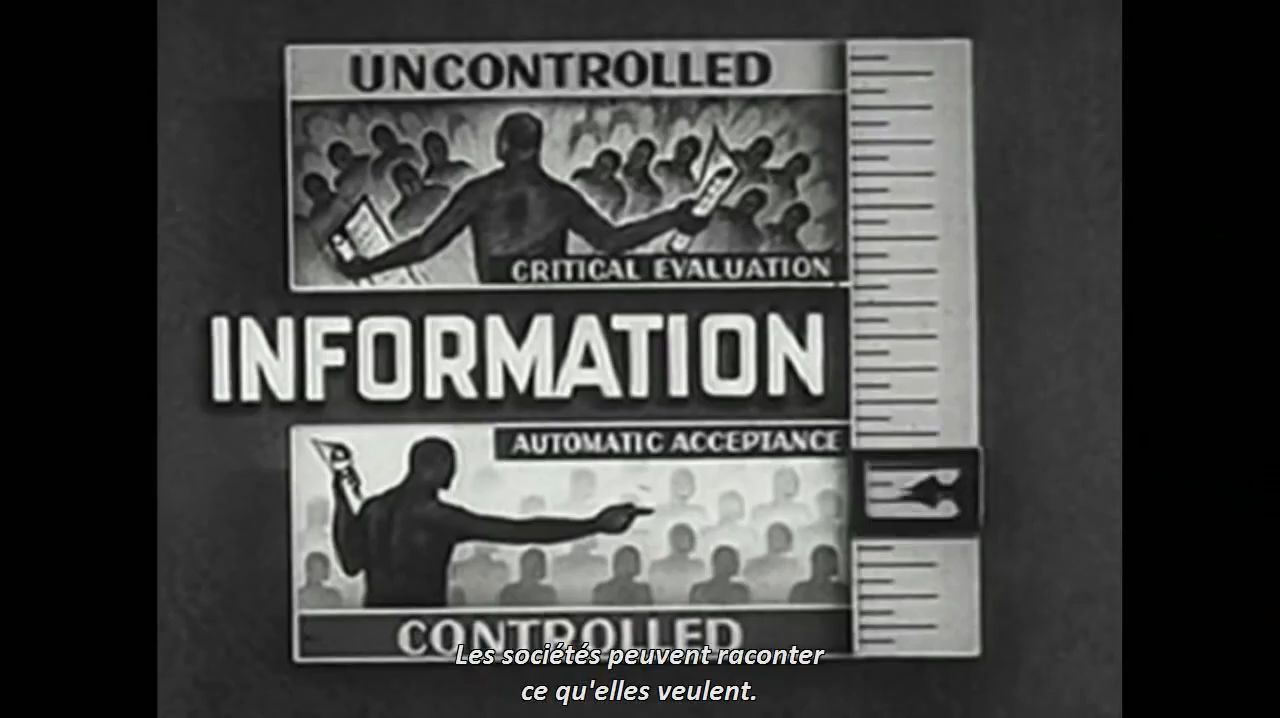 UNCONTROLLED
CRITICAL EVALUATION
INFORMATION
AUTOMATIC ACCEPTANCE
CONTROLLED
Les sociétés peuvent raconter
ce qu'elles veulent.